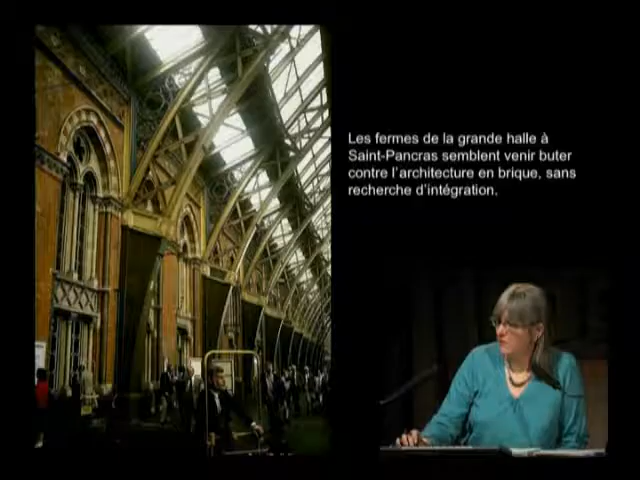 Les fermes de la grande halle à
Saint-Pancras semblent venir buter
contre l'architecture en brique, sans
recherche d'intégration.